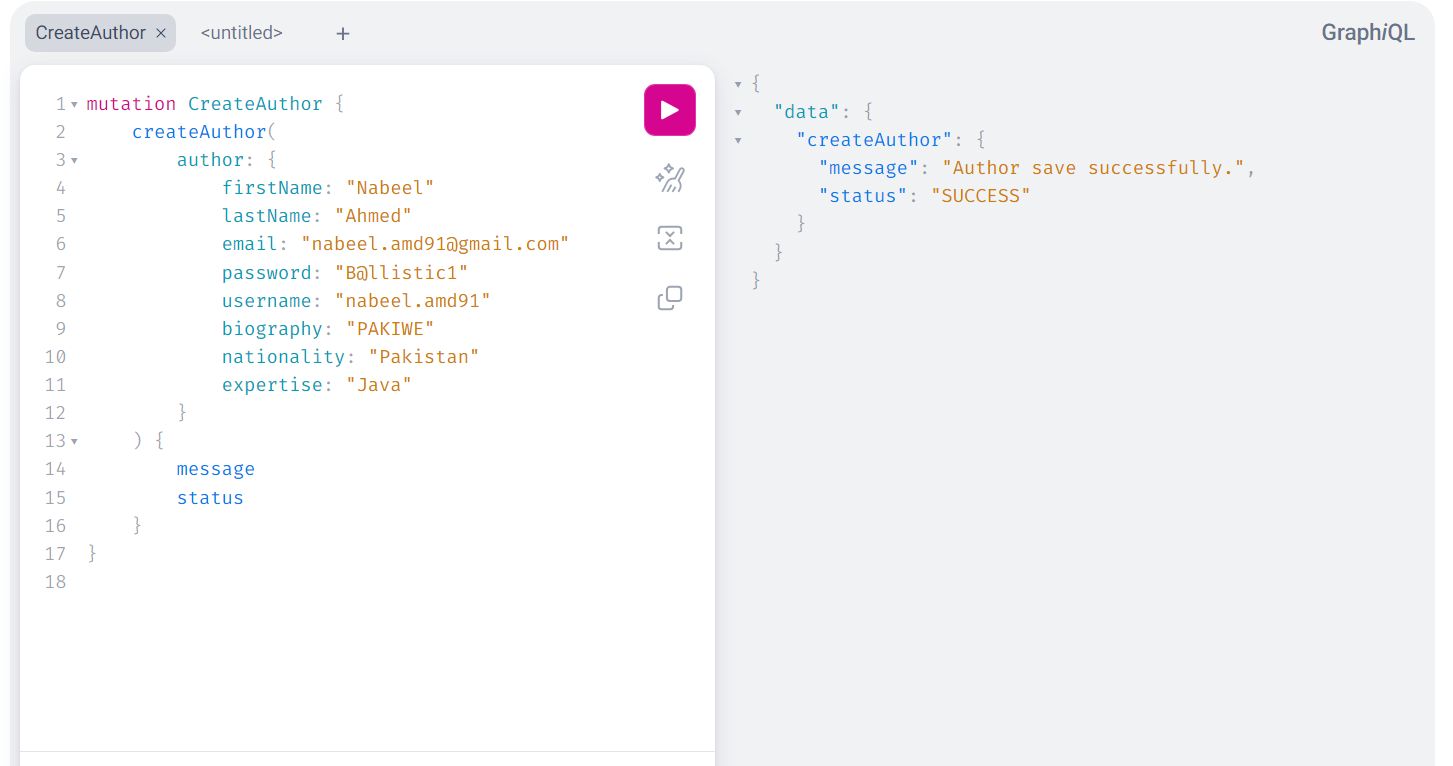 CreateAuthor ×
<untitled>
+
GraphiQL
1 mutation CreateAuthor {
2 createAuthor(
3 author: {
4 firstName: "Nabeel"
5 lastName: "Ahmed"
6 email: "nabeel.amd91@gmail.com"
7 password: "B@llistic1"
8 username: "nabeel.amd91"
9 biography: "PAKIWE"
10 nationality: "Pakistan"
11 expertise: "Java"
12 }
13 ) {
14 message
15 status
16 }
17 }
18
{
"data": {
"createAuthor": {
"message": "Author save successfully.",
"status": "SUCCESS"
}
}
}